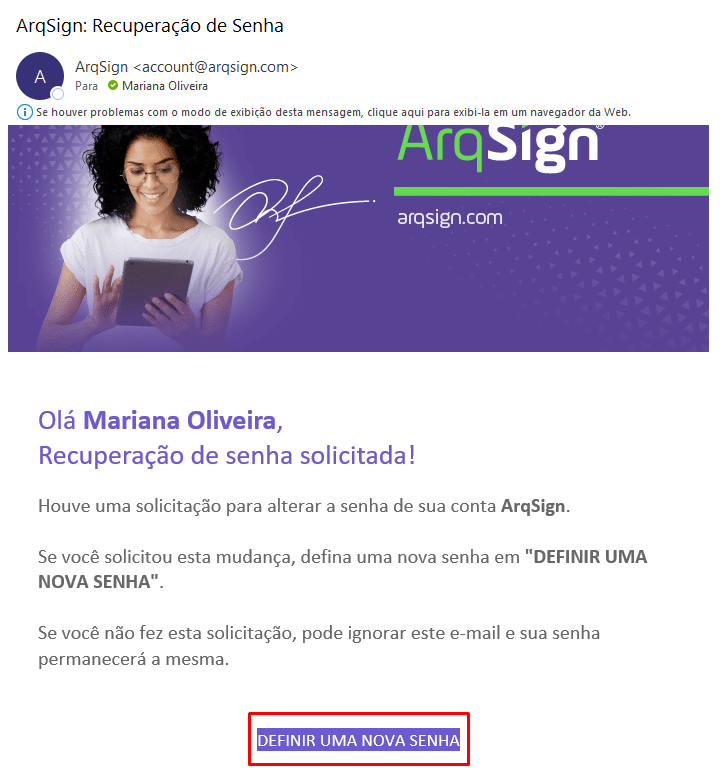 ArqSign: Recuperação de Senha
A
ArqSign <account@arqsign.com>
Para Mariana Oliveira
Se houver problemas com o modo de exibição desta mensagem, clique aqui para exibi-la em um navegador da Web.
ArqSign®
arqsign.com
Olá Mariana Oliveira,
Recuperação de senha solicitada!
Houve uma solicitação para alterar a senha de sua conta ArqSign.
Se você solicitou esta mudança, defina uma nova senha em "DEFINIR UMA
NOVA SENHA".
Se você não fez esta solicitação, pode ignorar este e-mail e sua senha
permanecerá a mesma.
DEFINIR UMA NOVA SENHA